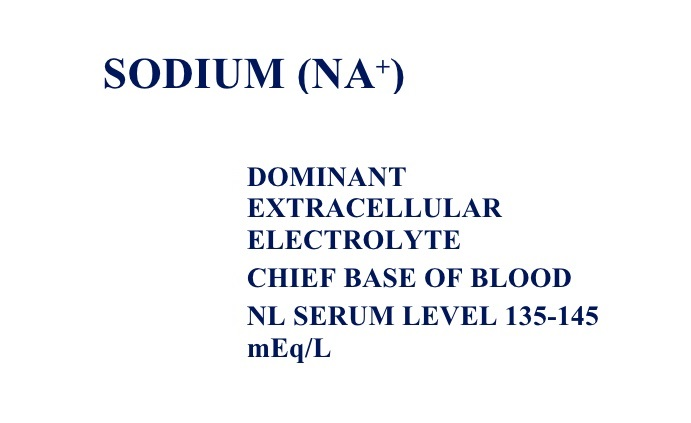 SODIUM (NA⁺)
DOMINANT
EXTRACELLULAR
ELECTROLYTE
CHIEF BASE OF BLOOD
NL SERUM LEVEL 135-145
mEq/L